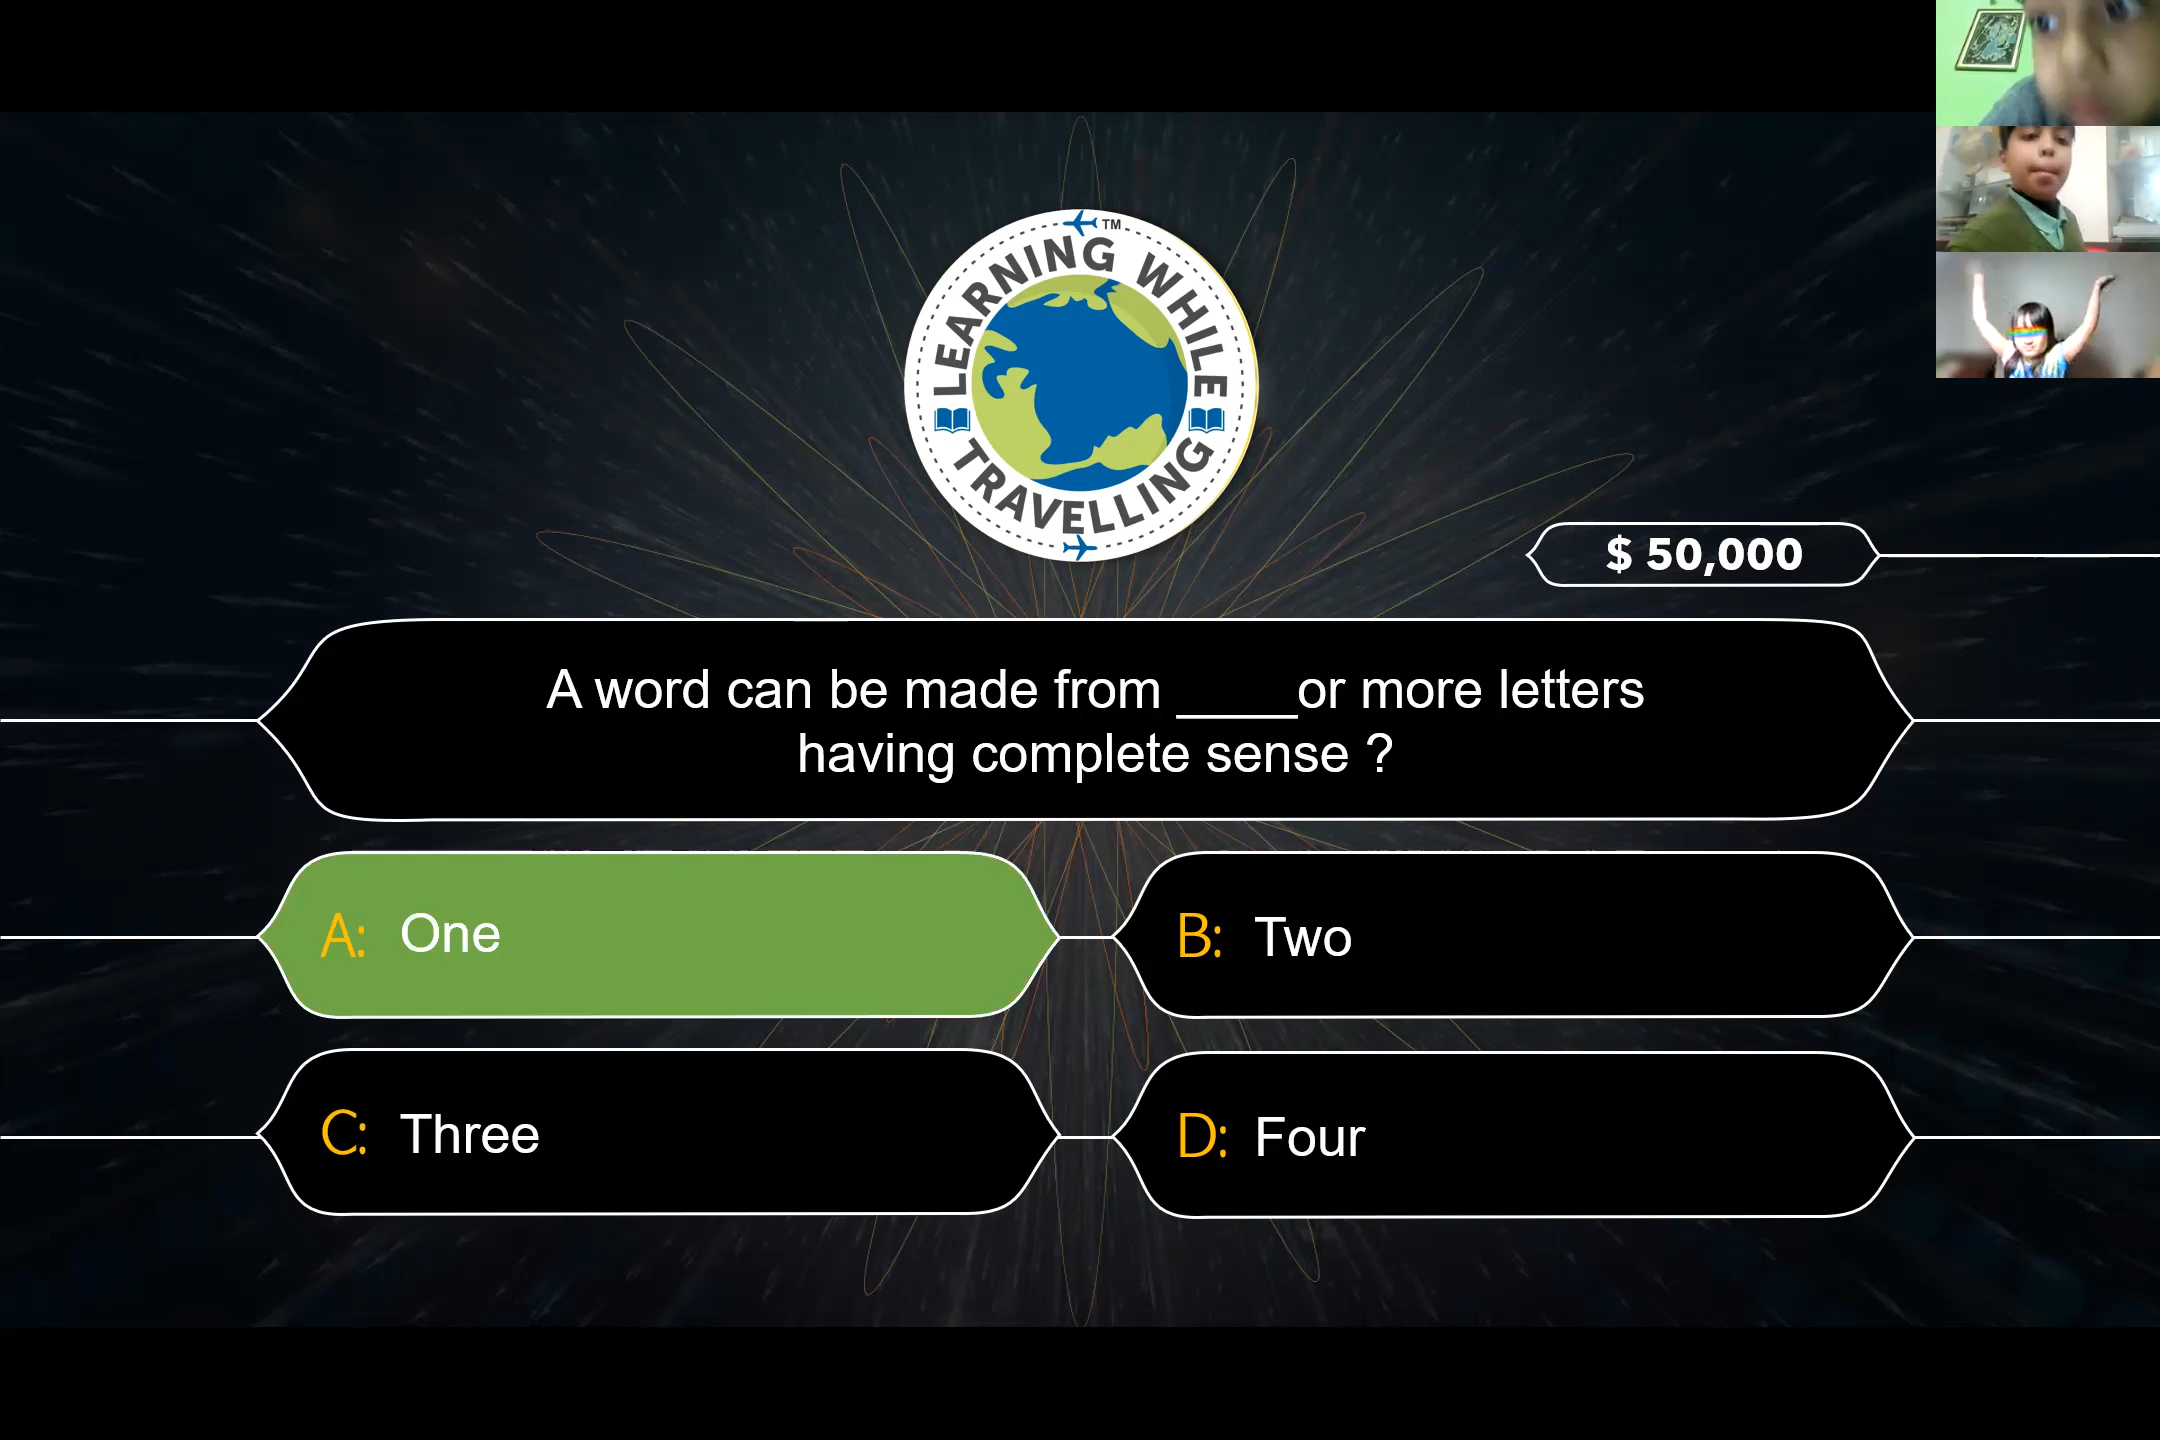 LEARNING WHILE
TRAVELLING
TM
$ 50,000
A word can be made from ____or more letters
having complete sense ?
A: One
B: Two
C: Three
D: Four